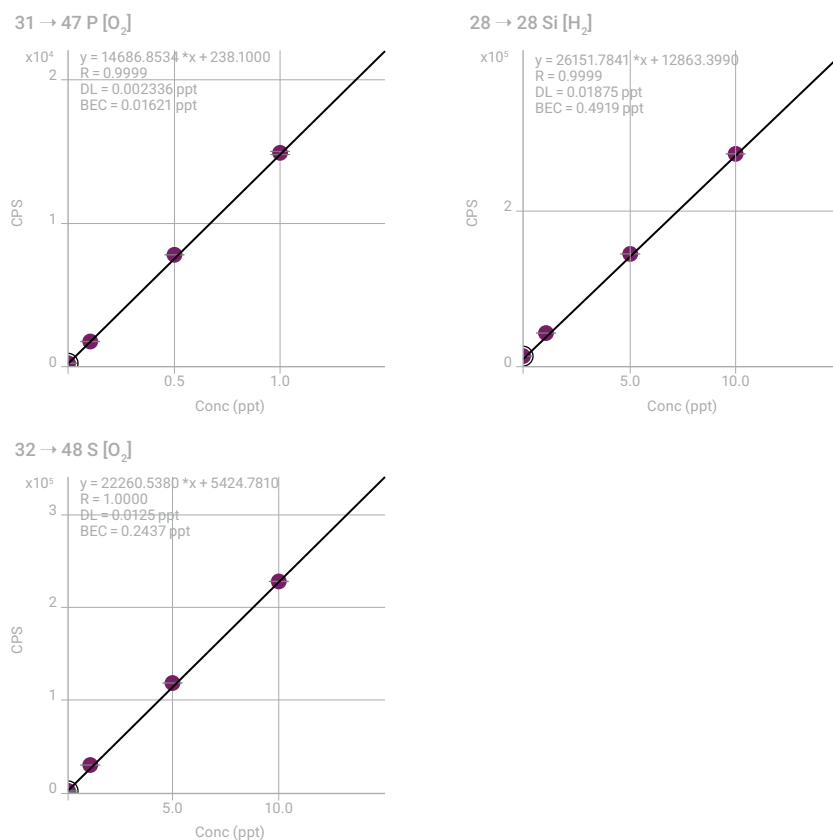 31 → 47 P [O₂]
x10⁴
y = 14686.8534 *x + 238.1000
R = 0.9999
DL = 0.002336 ppt
BEC = 0.01621 ppt
2
1
0
CPS
0.5
1.0
Conc (ppt)
28 → 28 Si [H₂]
x10⁵
y = 26151.7841 *x + 12863.3990
R = 0.9999
DL = 0.01875 ppt
BEC = 0.4919 ppt
2
0
CPS
5.0
10.0
Conc (ppt)
32 → 48 S [O₂]
x10⁵
y = 22260.5380 *x + 5424.7810
R = 1.0000
DL = 0.0125 ppt
BEC = 0.2437 ppt
3
2
1
0
CPS
5.0
10.0
Conc (ppt)